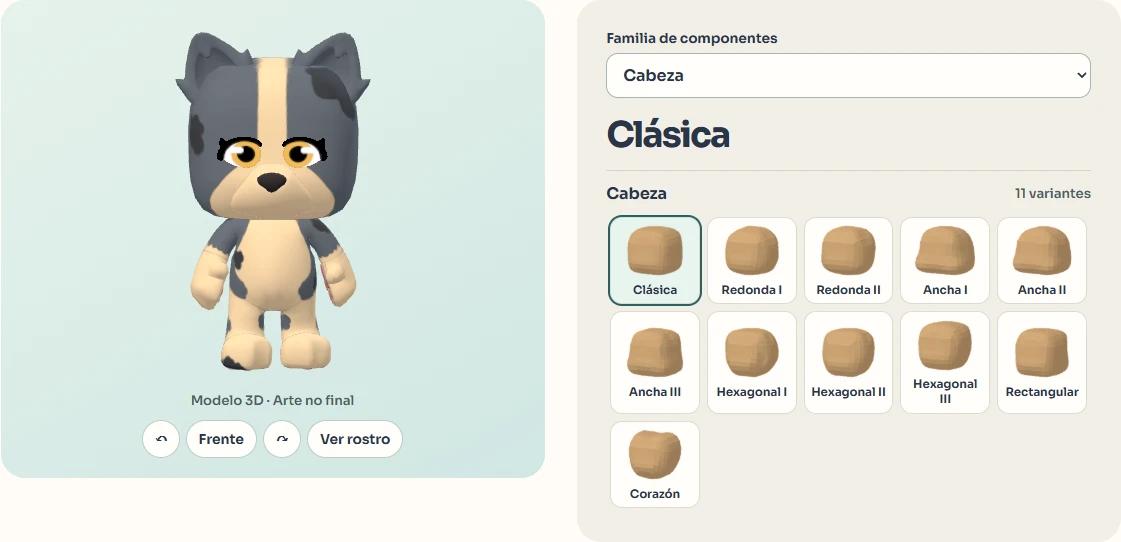 Familia de componentes
Cabeza
Clásica
Cabeza
11 variantes
Clásica
Redonda I
Redonda II
Ancha I
Ancha II
Ancha III
Hexagonal I
Hexagonal II
Hexagonal
III
Rectangular
Corazón
Modelo 3D · Arte no final
Frente
Ver rostro